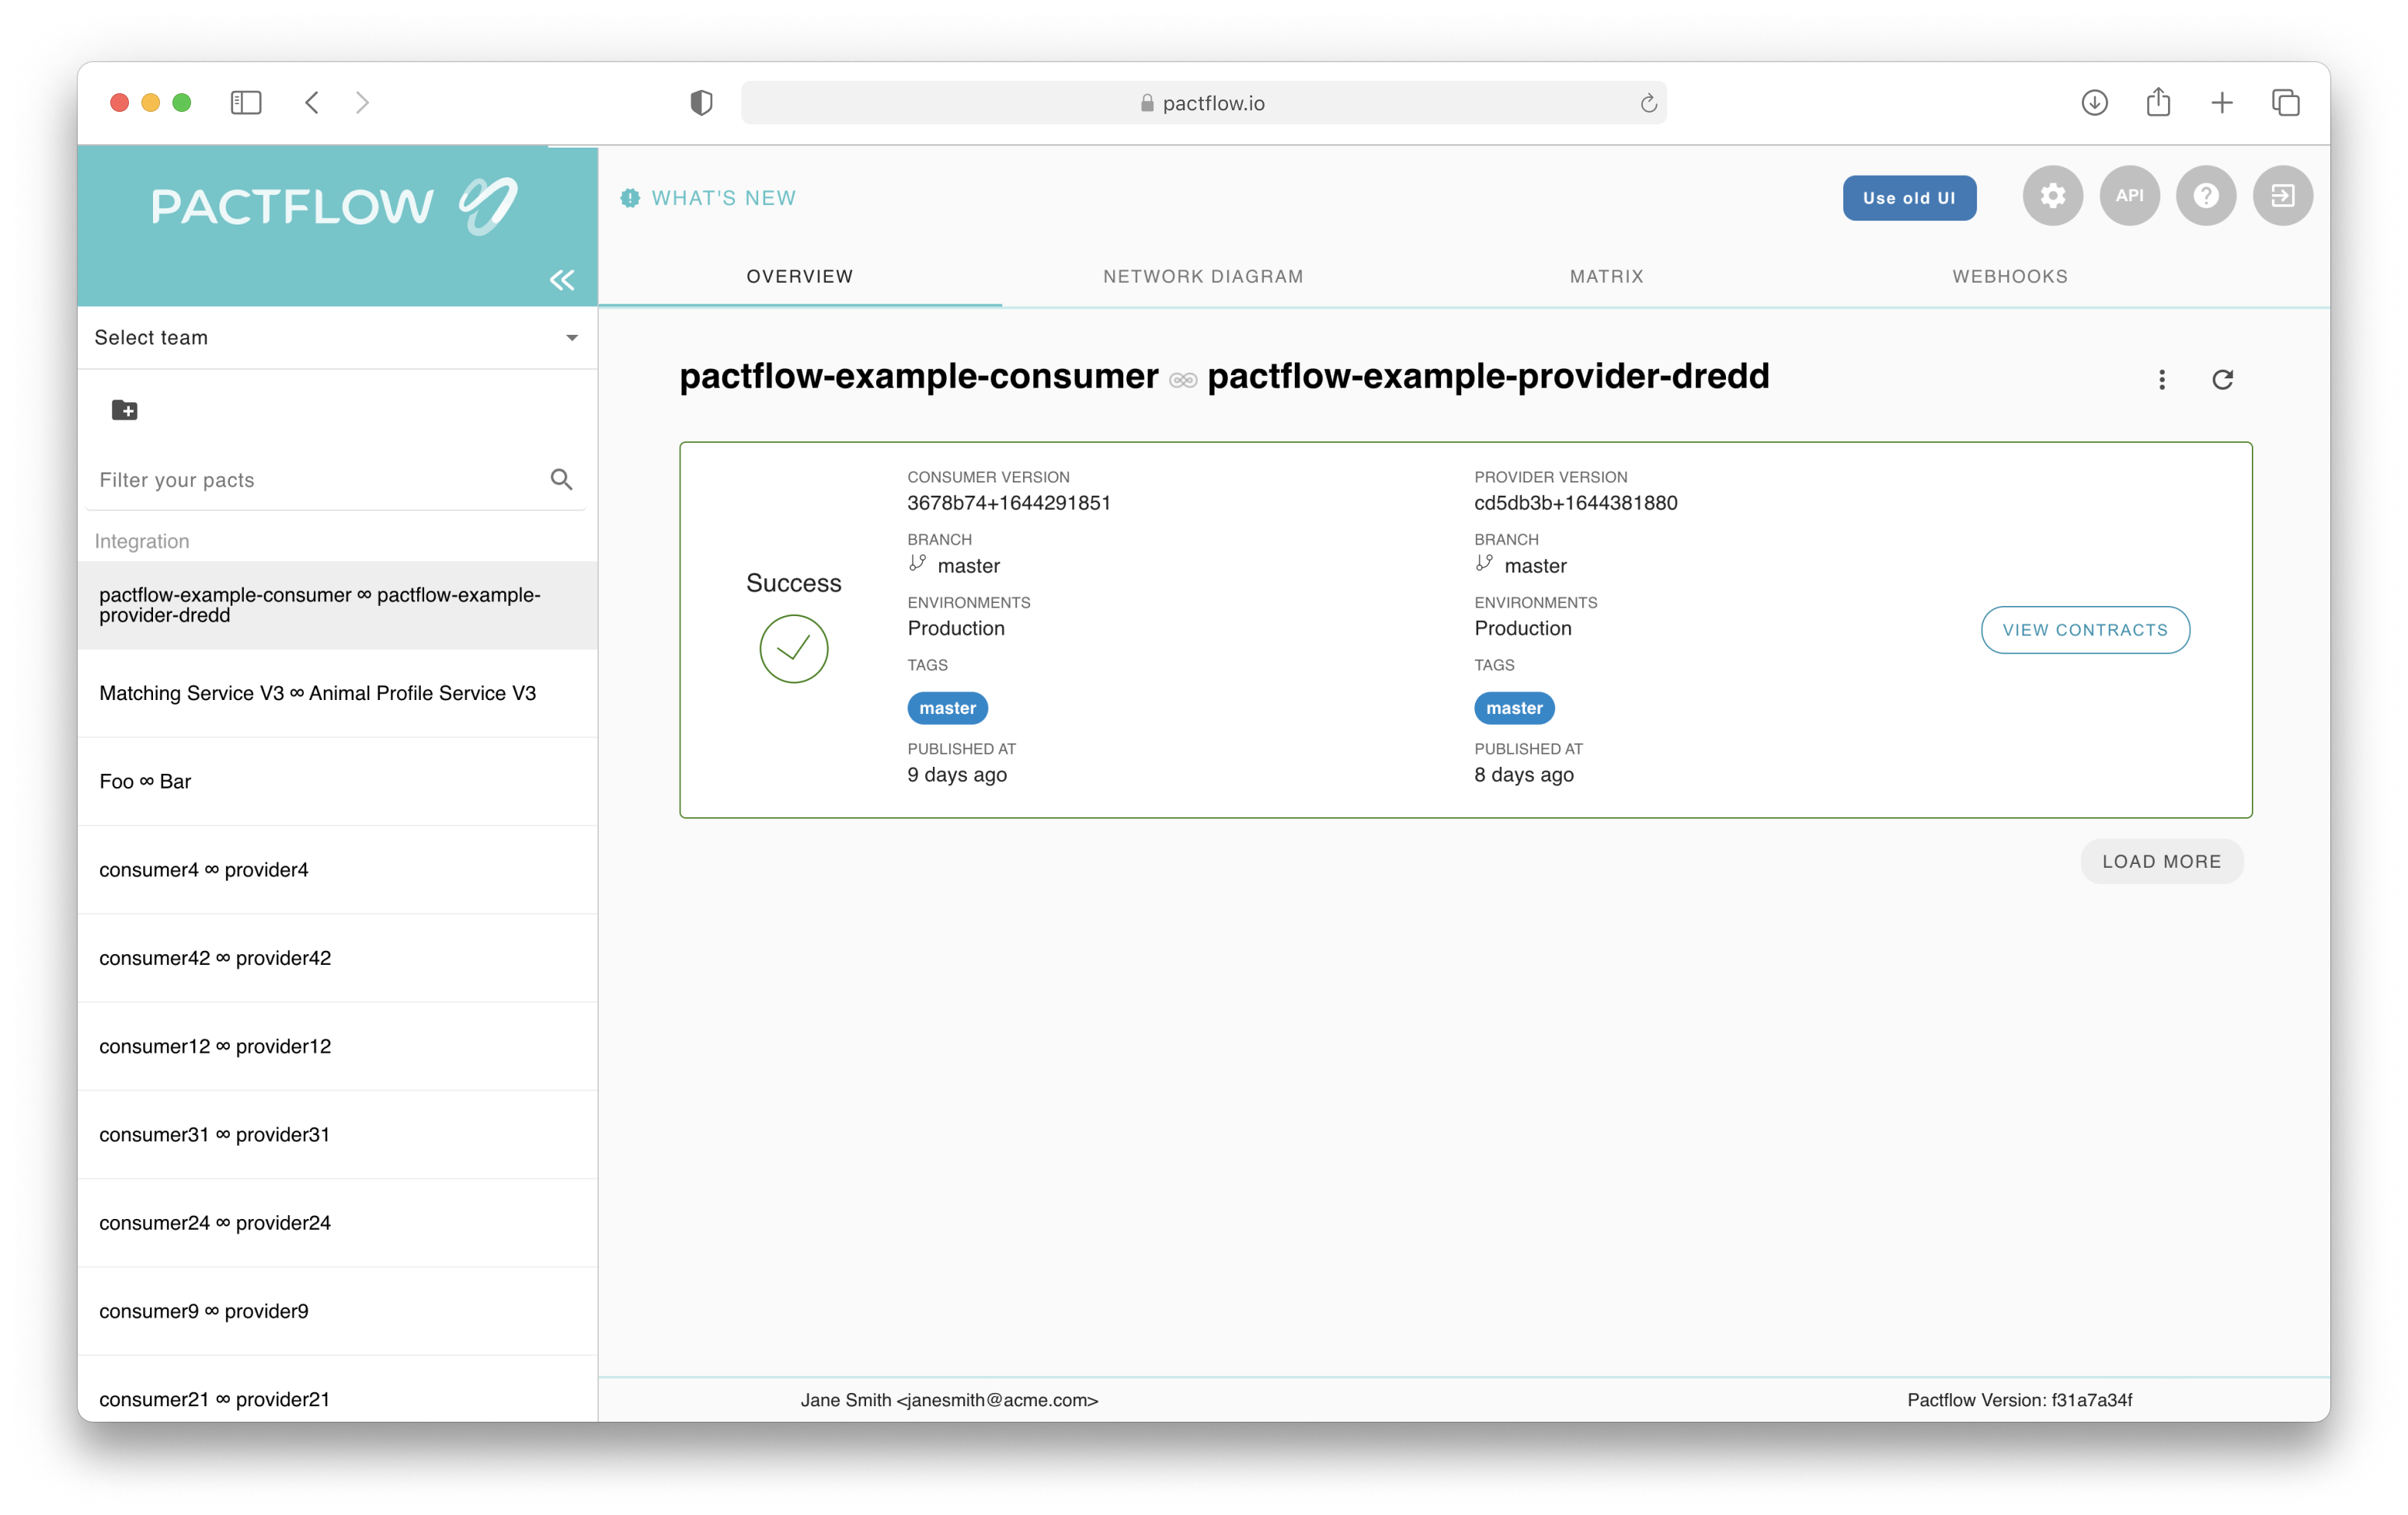 pactflow.io
PACTFLOW
WHAT'S NEW
Use old UI
API
?
OVERVIEW
NETWORK DIAGRAM
MATRIX
WEBHOOKS
Select team
Filter your pacts
Integration
pactflow-example-consumer ∞ pactflow-example-
provider-dredd
Matching Service V3 ∞ Animal Profile Service V3
Foo ∞ Bar
consumer4 ∞ provider4
consumer42 ∞ provider42
consumer12 ∞ provider12
consumer31 ∞ provider31
consumer24 ∞ provider24
consumer9 ∞ provider9
consumer21 ∞ provider21
pactflow-example-consumer ∞ pactflow-example-provider-dredd
Success
CONSUMER VERSION
3678b74+1644291851
BRANCH
master
ENVIRONMENTS
Production
TAGS
master
PUBLISHED AT
9 days ago
PROVIDER VERSION
cd5db3b+1644381880
BRANCH
master
ENVIRONMENTS
Production
TAGS
master
PUBLISHED AT
8 days ago
VIEW CONTRACTS
LOAD MORE
Jane Smith <janesmith@acme.com>
Pactflow Version: f31a7a34f